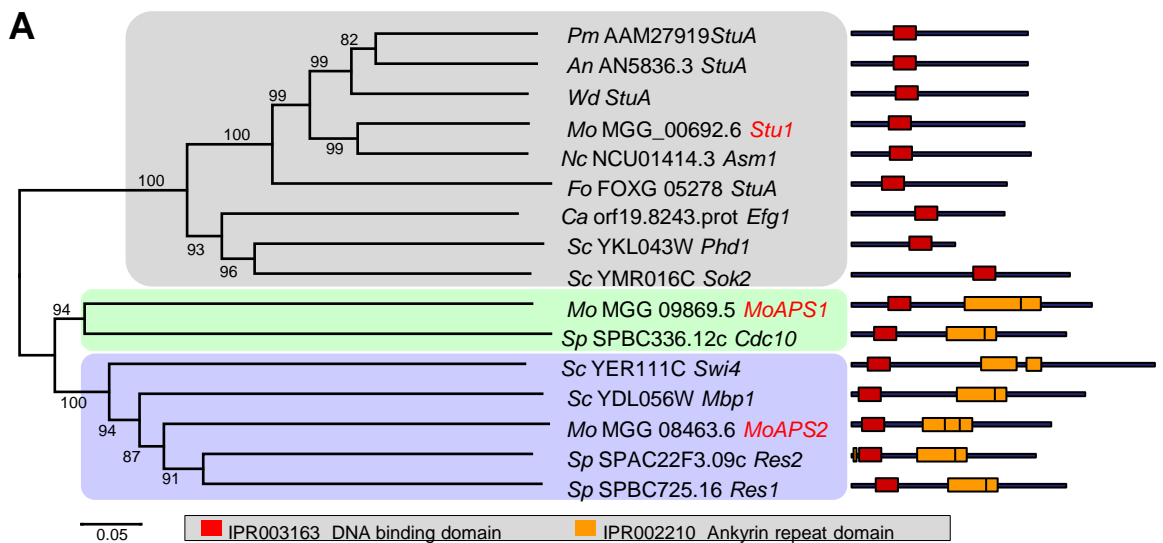 A
Pm AAM27919StuA
82
An AN5836.3 StuA
99
Wd StuA
99
Mo MGG_00692.6 Stu1
100
99
Nc NCU01414.3 Asm1
Fo FOXG 05278 StuA
100
Ca orf19.8243.prot Efg1
93
Sc YKL043W Phd1
96
Sc YMR016C Sok2
Mo MGG 09869.5 MoAPS1
94
Sp SPBC336.12c Cdc10
Sc YER111C Swi4
100
Sc YDL056W Mbp1
94
Mo MGG 08463.6 MoAPS2
87
Sp SPAC22F3.09c Res2
91
Sp SPBC725.16 Res1
0.05
IPR003163 DNA binding domain
IPR002210 Ankyrin repeat domain